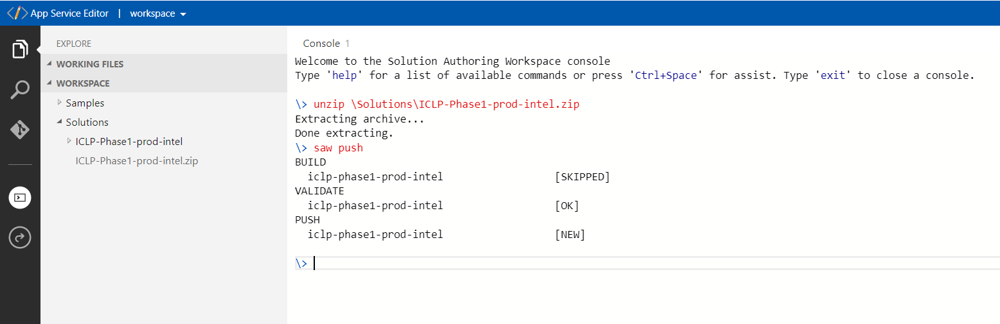 App Service Editor | workspace
EXPLORE
WORKING FILES
WORKSPACE
Samples
Solutions
ICLP-Phase1-prod-intel
ICLP-Phase1-prod-intel.zip
Console 1
Welcome to the Solution Authoring Workspace console
Type 'help' for a list of available commands or press 'Ctrl+Space' for assist. Type 'exit' to close a console.
\> unzip \Solutions\ICLP-Phase1-prod-intel.zip
Extracting archive...
Done extracting.
\> saw push
BUILD
iclp-phase1-prod-intel [SKIPPED]
VALIDATE
iclp-phase1-prod-intel [OK]
PUSH
iclp-phase1-prod-intel [NEW]
\>